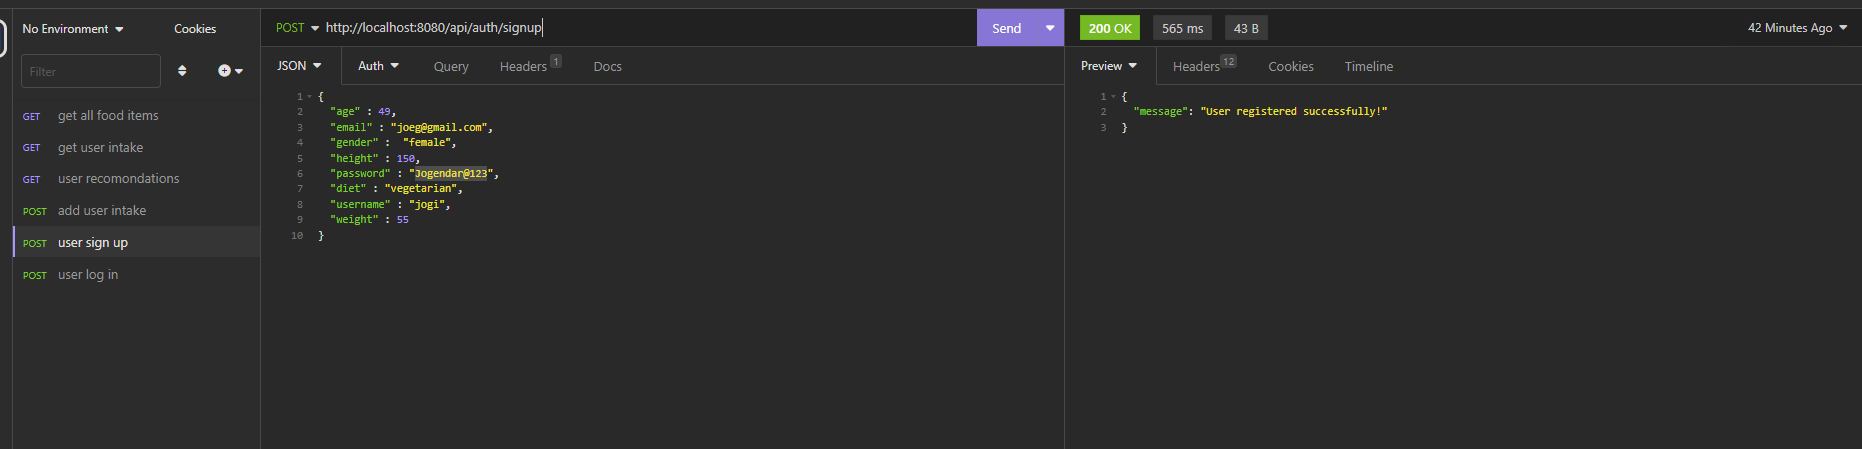 No Environment
Cookies
Filter
GET get all food items
GET get user intake
GET user recomondations
POST add user intake
POST user sign up
POST user log in
POST http://localhost:8080/api/auth/signup
Send
JSON
Auth
Query
Headers 1
Docs
1 {
2 "age" : 49,
3 "email" : "joeg@gmail.com",
4 "gender" :  "female",
5 "height" : 150,
6 "password" : "Jogendar@123",
7 "diet" : "vegetarian",
8 "username" : "jogi",
9 "weight" : 55
10 }
200 OK
565 ms
43 B
42 Minutes Ago
Preview
Headers 12
Cookies
Timeline
1 {
2 "message": "User registered successfully!"
3 }